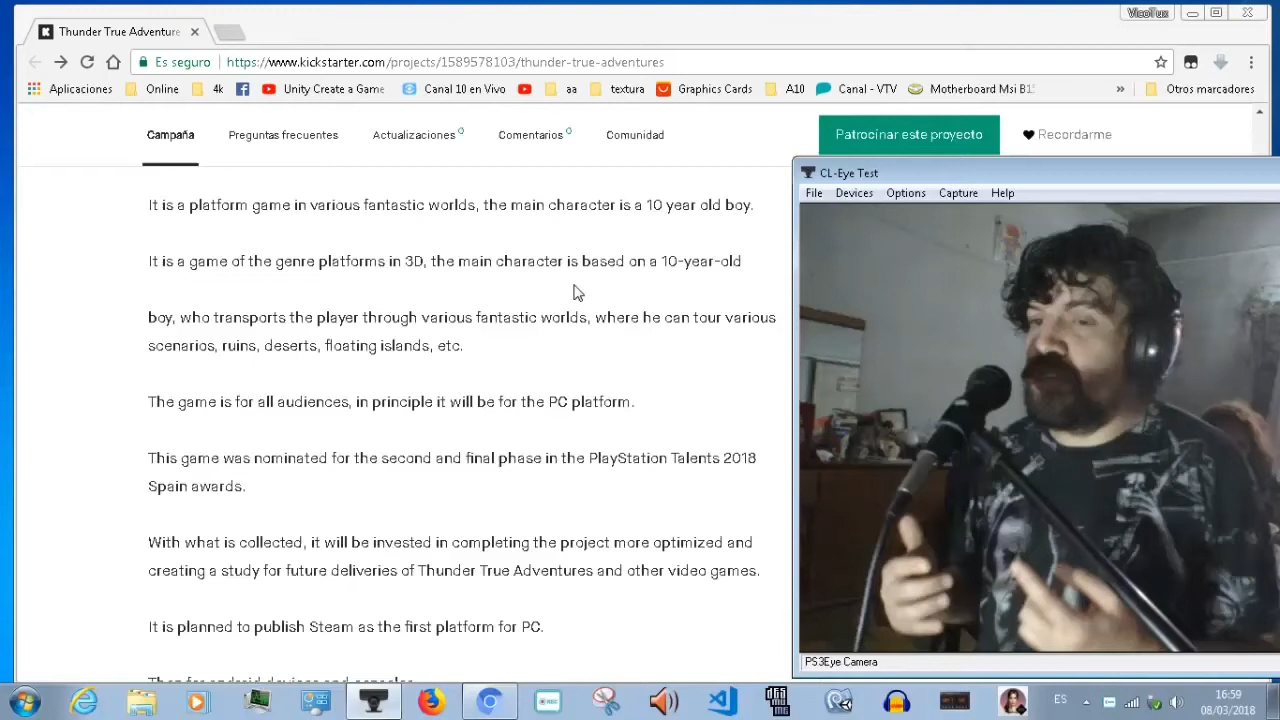 VicoTux
Thunder True Adventure
Es seguro https://www.kickstarter.com/projects/1589578103/thunder-true-adventures
Aplicaciones Online 4k Unity Create a Game Canal 10 en Vivo aa textura Graphics Cards A10 Canal - VTV Motherboard Msi B1 » Otros marcadores
Campaña Preguntas frecuentes Actualizaciones 0 Comentarios 0 Comunidad Patrocinar este proyecto Recordarme
It is a platform game in various fantastic worlds, the main character is a 10 year old boy.
It is a game of the genre platforms in 3D, the main character is based on a 10-year-old
boy, who transports the player through various fantastic worlds, where he can tour various
scenarios, ruins, deserts, floating islands, etc.
The game is for all audiences, in principle it will be for the PC platform.
This game was nominated for the second and final phase in the PlayStation Talents 2018
Spain awards.
With what is collected, it will be invested in completing the project more optimized and
creating a study for future deliveries of Thunder True Adventures and other video games.
It is planned to publish Steam as the first platform for PC.
Then for android devices and consoles
CL-Eye Test
File Devices Options Capture Help
PS3Eye Camera
REC
ES
16:59
08/03/2018